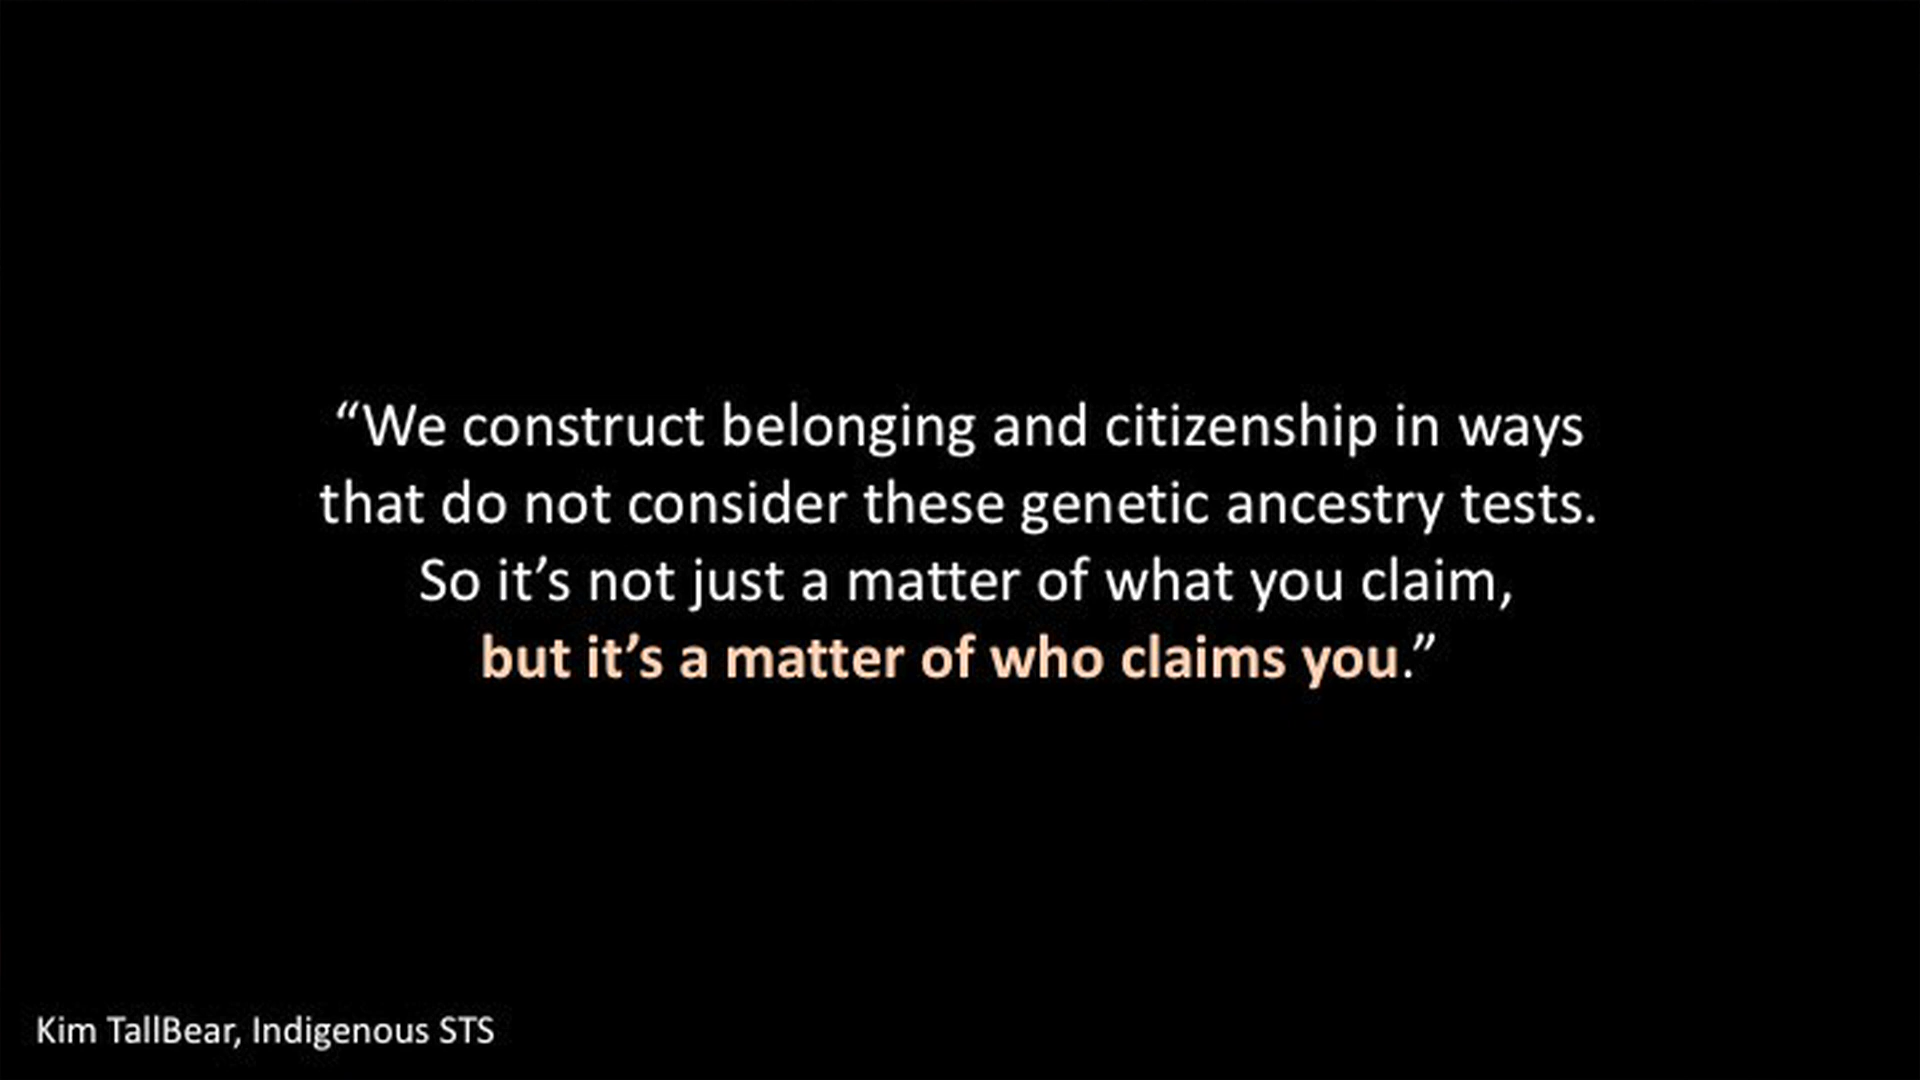 “We construct belonging and citizenship in ways
that do not consider these genetic ancestry tests.
So it’s not just a matter of what you claim,
but it’s a matter of who claims you.”
Kim TallBear, Indigenous STS